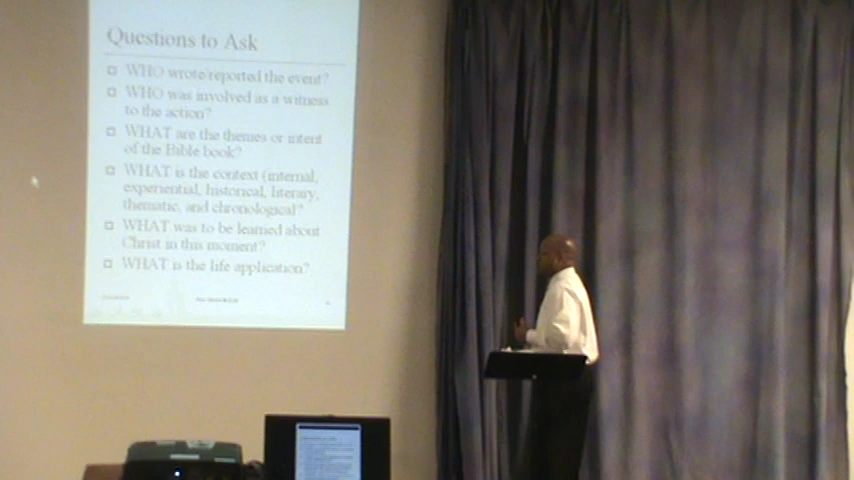 Questions to Ask
WHO wrote/reported the event?
WHO was involved as a witness
to the action?
WHAT are the themes or intent
of the Bible book?
WHAT is the context (internal,
experiential, historical, literary,
thematic, and chronological?
WHAT was to be learned about
Christ in this moment?
WHAT is the life application?